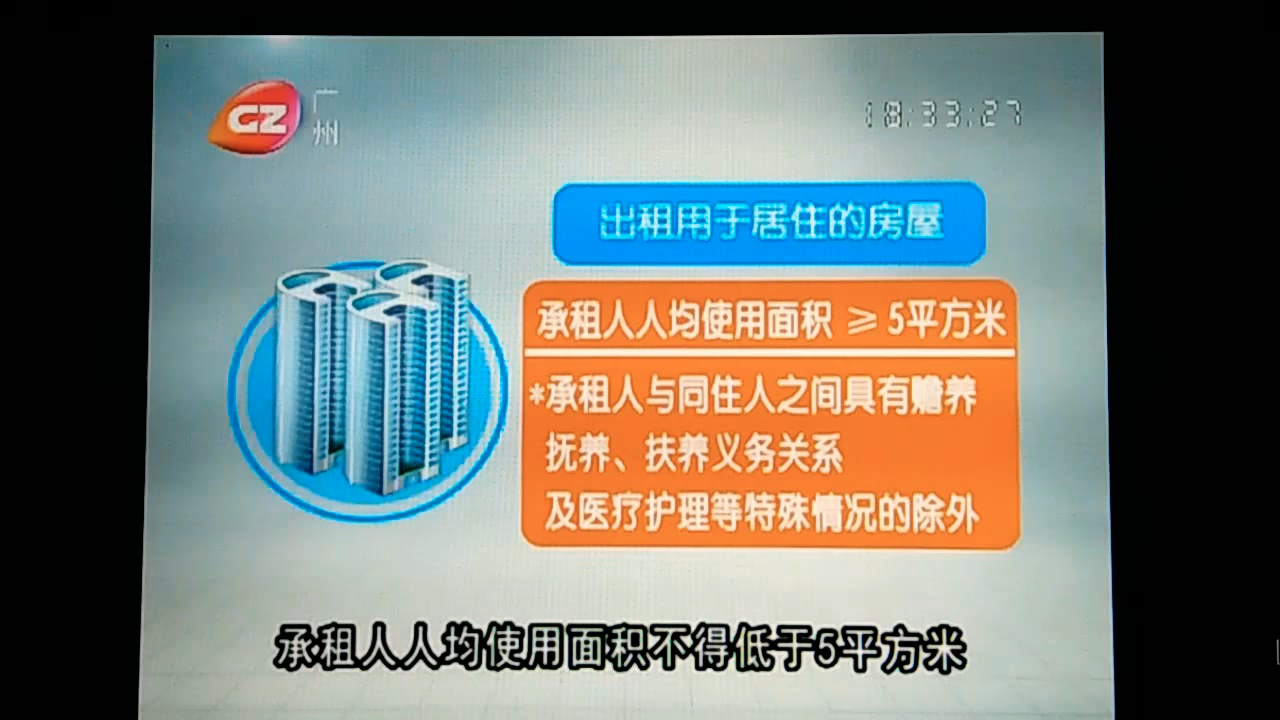 GZ
广
州
18:33:27
出租用于居住的房屋
承租人人均使用面积 ≥ 5平方米
*承租人与同住人之间具有赡养
抚养、扶养义务关系
及医疗护理等特殊情况的除外
承租人人均使用面积不得低于5平方米